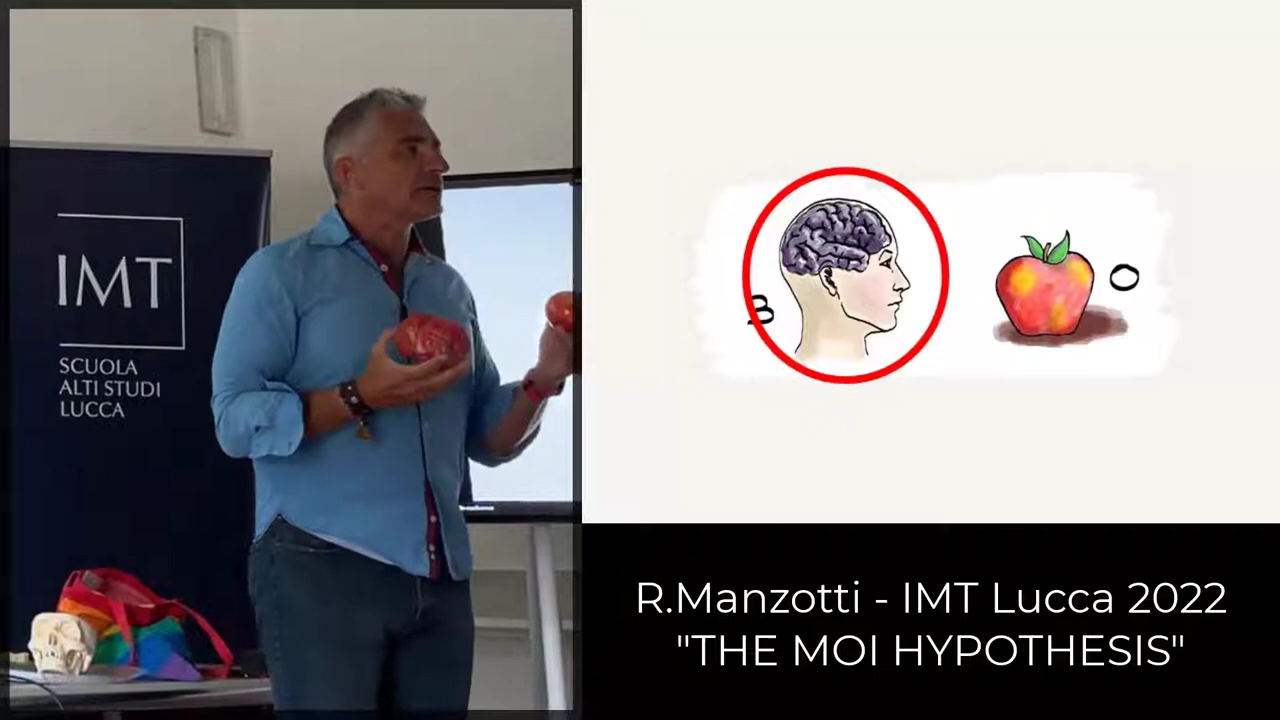 IMT
SCUOLA
ALTI STUDI
LUCCA
B
O
R.Manzotti - IMT Lucca 2022
"THE MOI HYPOTHESIS"